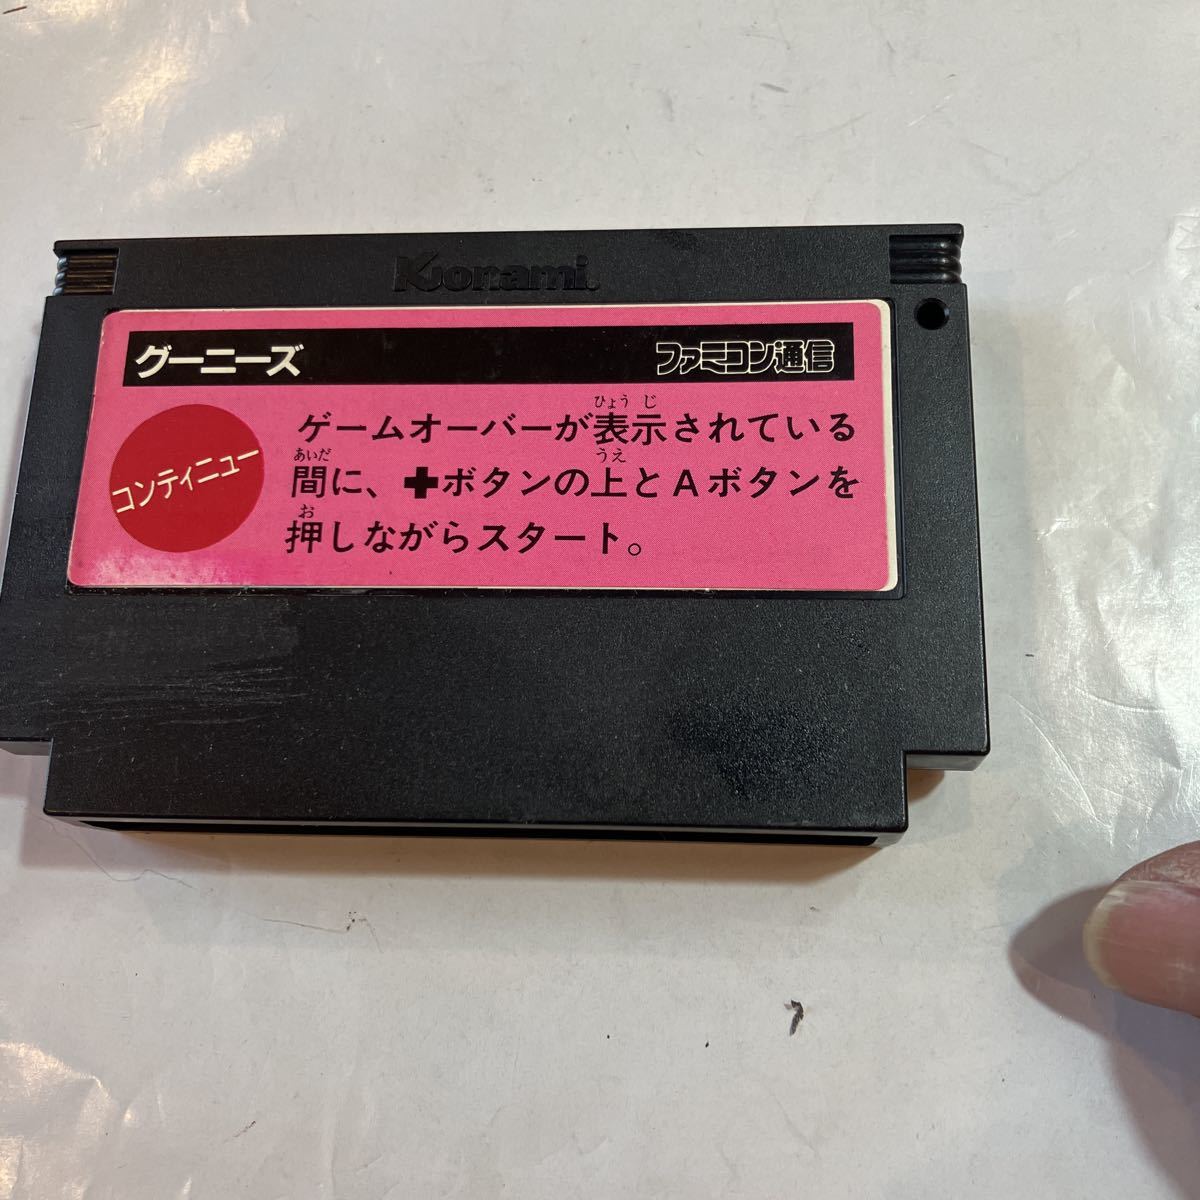 Konami
グーニーズ
ファミコン通信
コンティニュー
ゲームオーバーが表示されている
間に、✚ボタンの上とAボタンを
押しながらスタート。
ひょうじ
あいだ
うえ
お